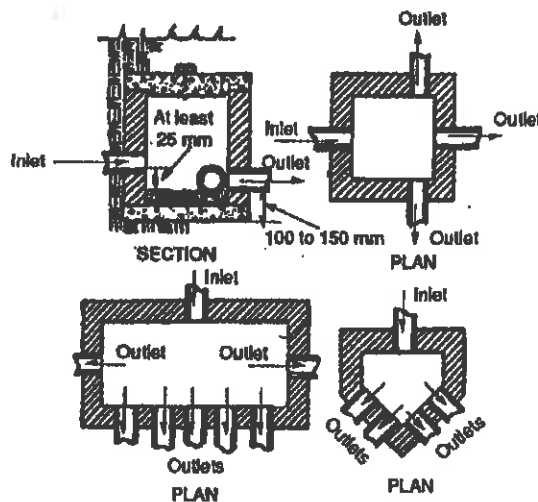 Outlet
At least
25 mm
Inlet
Outlet
Inlet
Outlet
100 to 150 mm
Outlet
SECTION
PLAN
Inlet
Inlet
Outlet
Outlet
Outlets
Outlets
Outlets
PLAN
PLAN